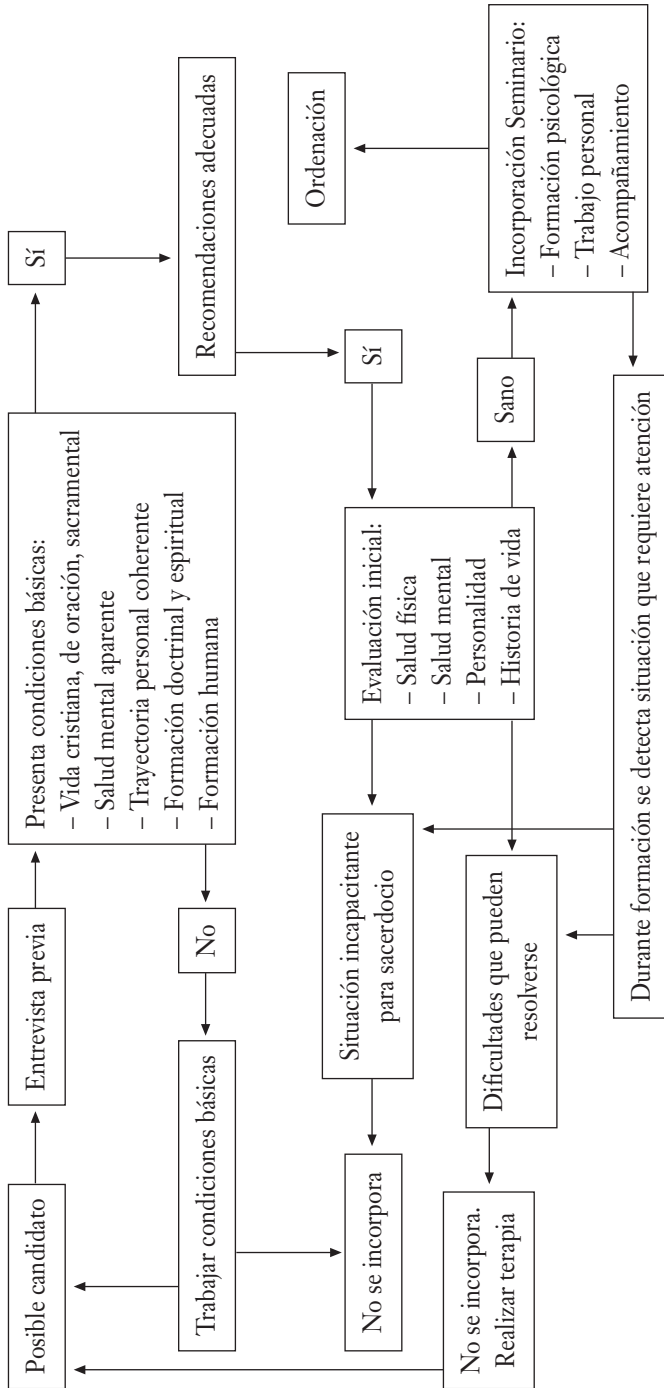 Posible candidato
Entrevista previa
Presenta condiciones básicas:
– Vida cristiana, de oración, sacramental
– Salud mental aparente
– Trayectoria personal coherente
– Formación doctrinal y espiritual
– Formación humana
Sí
Trabajar condiciones básicas
No
Recomendaciones adecuadas
No se incorpora
Situación incapacitante
para sacerdocio
Evaluación inicial:
– Salud física
– Salud mental
– Personalidad
– Historia de vida
Sí
Ordenación
No se incorpora.
Realizar terapia
Dificultades que pueden
resolverse
Sano
Incorporación Seminario:
– Formación psicológica
– Trabajo personal
– Acompañamiento
Durante formación se detecta situación que requiere atención